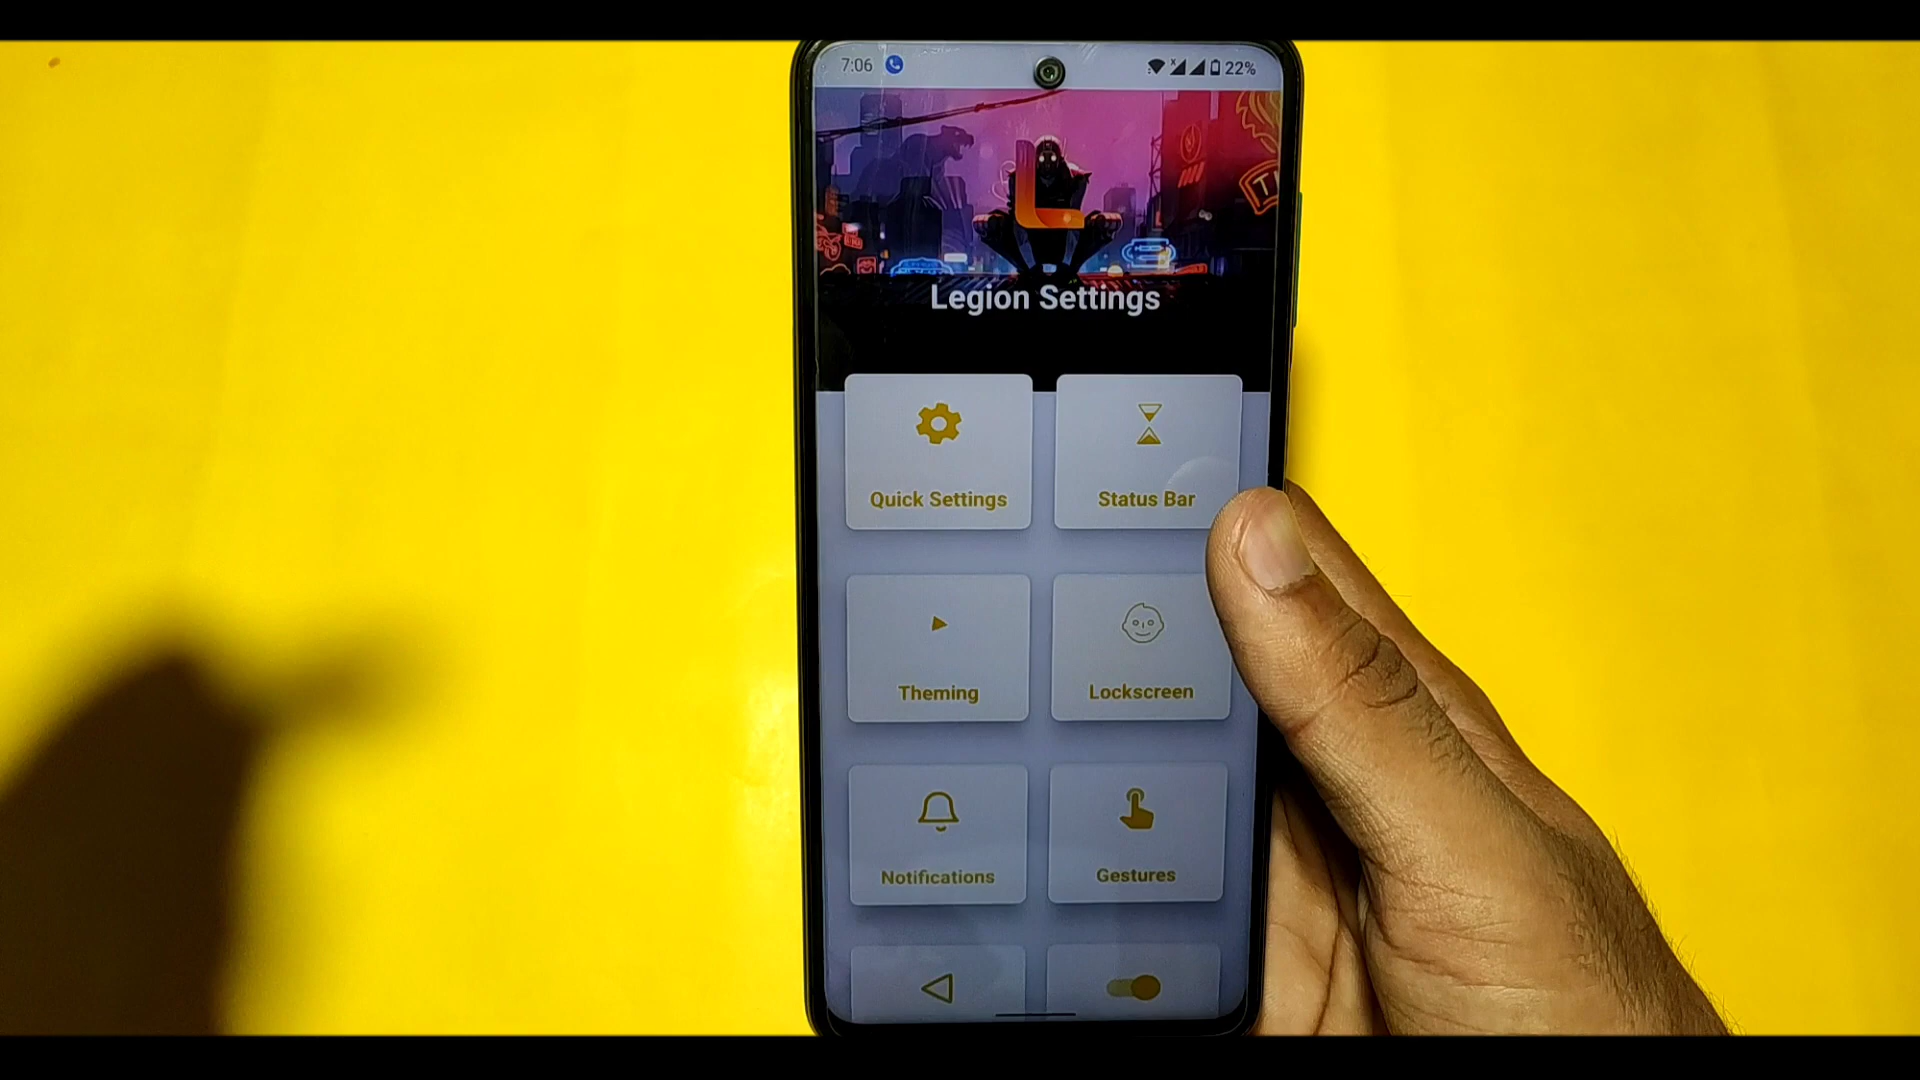 7:06 22%
Legion Settings
Quick Settings Status Bar
Theming Lockscreen
Notifications Gestures